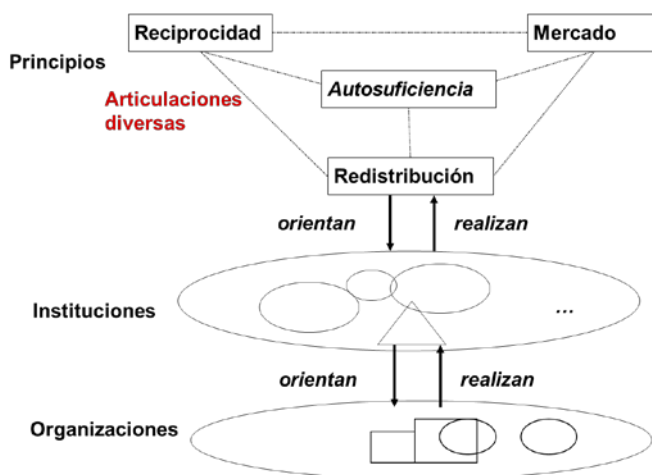 Reciprocidad
Mercado
Principios
Autosuficiencia
Articulaciones
diversas
Redistribución
orientan
realizan
Instituciones
...
orientan
realizan
Organizaciones